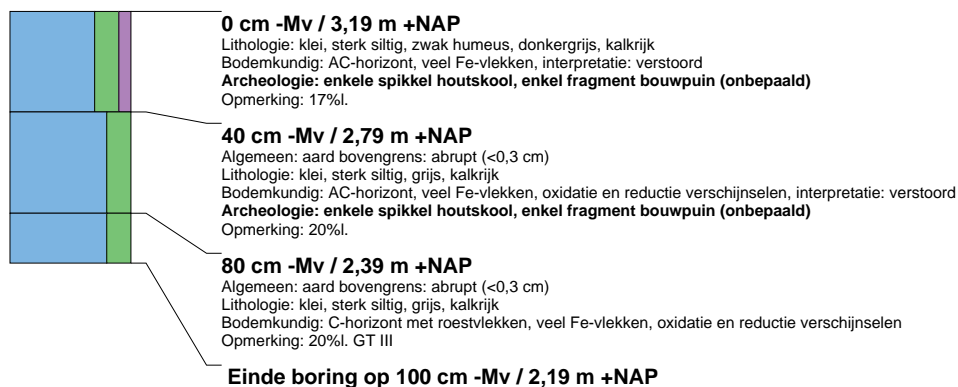 0 cm -Mv / 3,19 m +NAP
Lithologie: klei, sterk siltig, zwak humeus, donkergrijs, kalkrijk
Bodemkundig: AC-horizont, veel Fe-vlekken, interpretatie: verstoord
Archeologie: enkele spikkel houtskool, enkel fragment bouwpuin (onbepaald)
Opmerking: 17%l.
40 cm -Mv / 2,79 m +NAP
Algemeen: aard bovengrens: abrupt (<0,3 cm)
Lithologie: klei, sterk siltig, grijs, kalkrijk
Bodemkundig: AC-horizont, veel Fe-vlekken, oxidatie en reductie verschijnselen, interpretatie: verstoord
Archeologie: enkele spikkel houtskool, enkel fragment bouwpuin (onbepaald)
Opmerking: 20%l.
80 cm -Mv / 2,39 m +NAP
Algemeen: aard bovengrens: abrupt (<0,3 cm)
Lithologie: klei, sterk siltig, grijs, kalkrijk
Bodemkundig: C-horizont met roestvlekken, veel Fe-vlekken, oxidatie en reductie verschijnselen
Opmerking: 20%l. GT III
Einde boring op 100 cm -Mv / 2,19 m +NAP